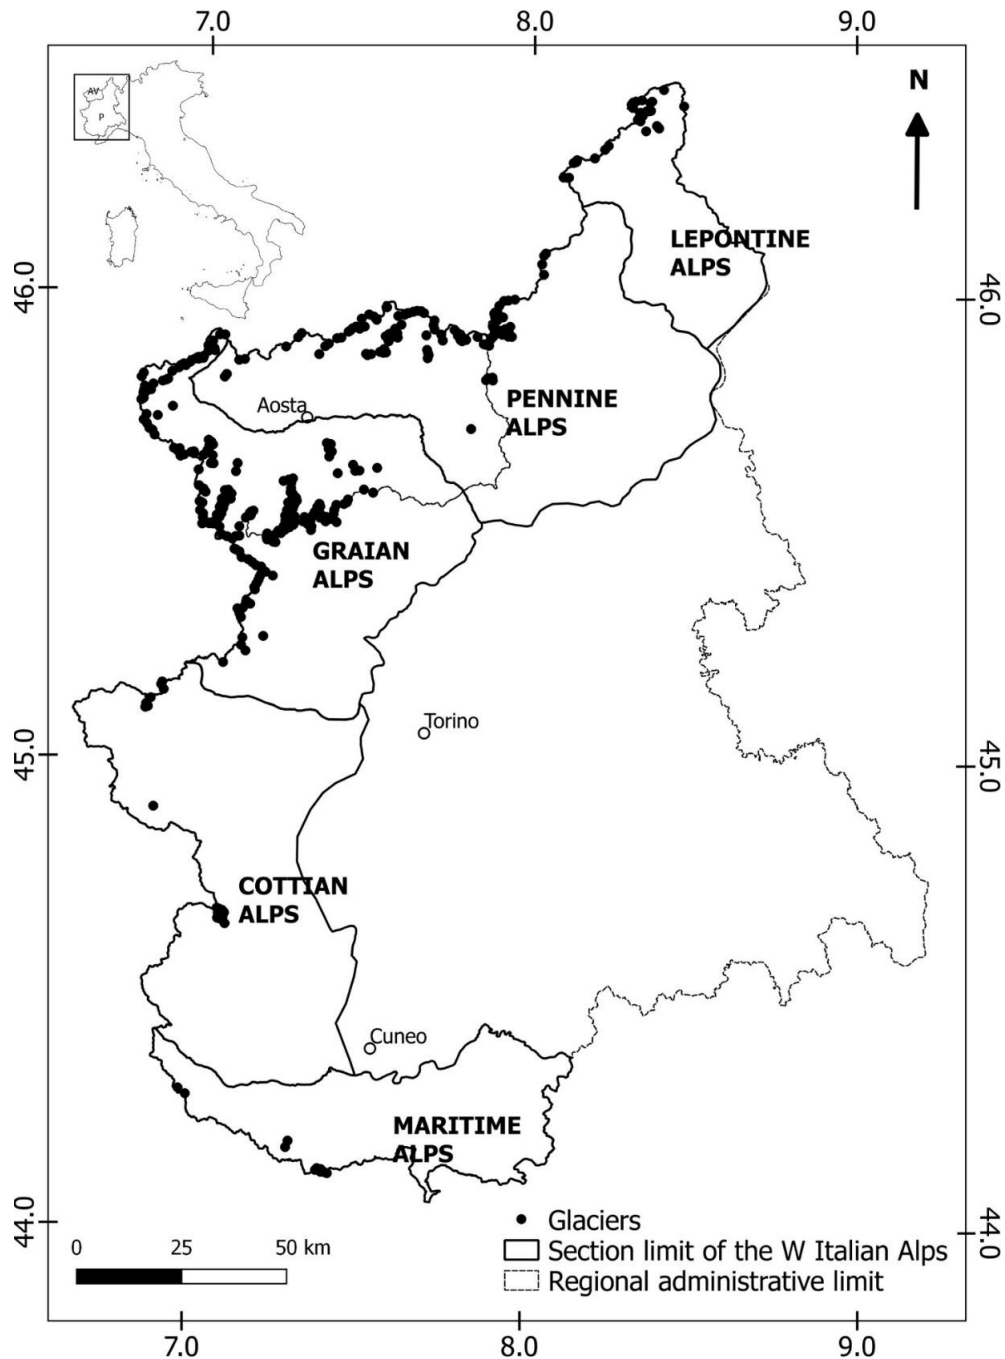 7.0
8.0
9.0
AV
P
N
LEPONTINE
ALPS
46.0
46.0
PENNINE
ALPS
Aosta
GRAIAN
ALPS
Torino
45.0
45.0
COTTIAN
ALPS
Cuneo
MARITIME
ALPS
44.0
44.0
Glaciers
0 25 50 km
Section limit of the W Italian Alps
Regional administrative limit
7.0
8.0
9.0